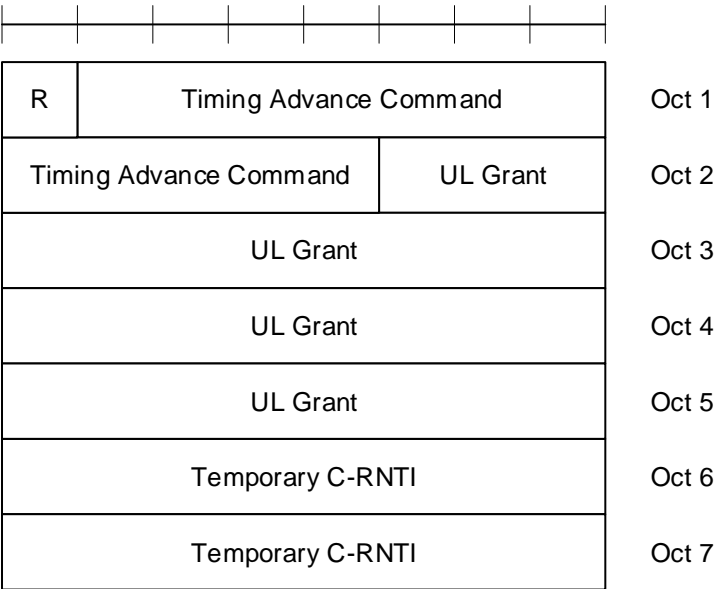 R Timing Advance Command Oct 1
Timing Advance Command UL Grant Oct 2
UL Grant Oct 3
UL Grant Oct 4
UL Grant Oct 5
Temporary C-RNTI Oct 6
Temporary C-RNTI Oct 7